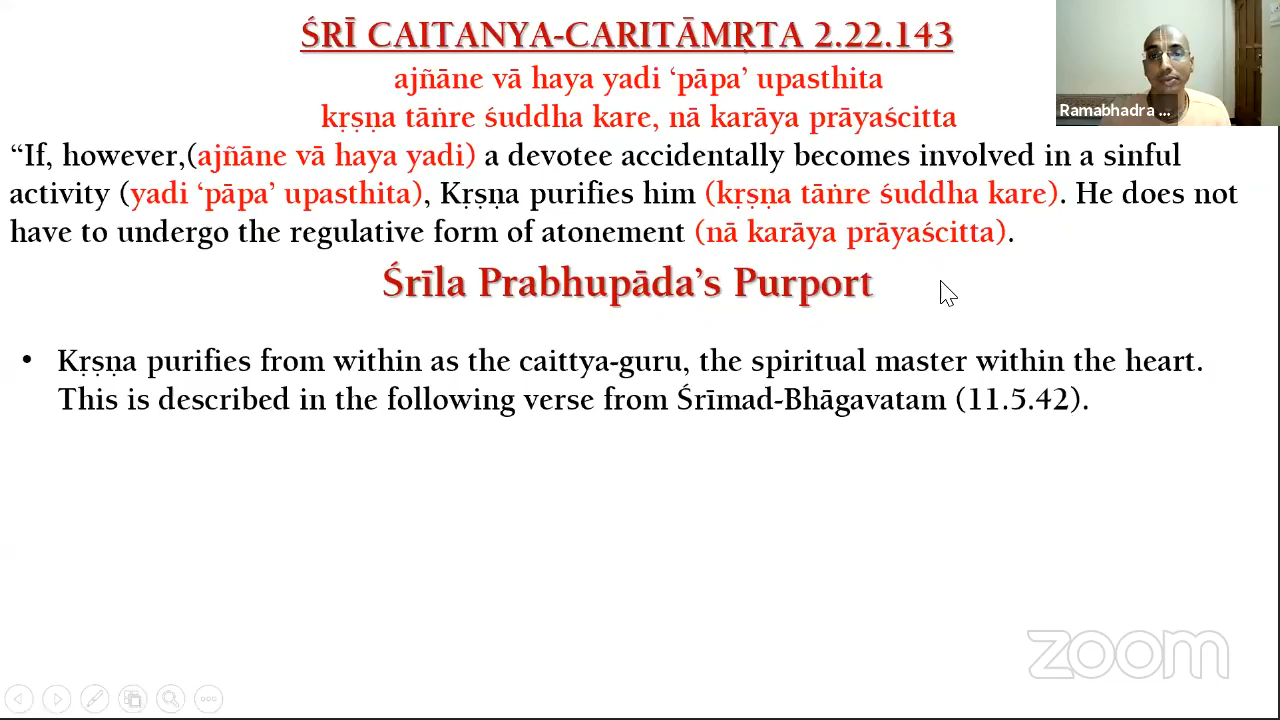 ŚRĪ CAITANYA-CARITĀMṚTA 2.22.143
ajñāne vā haya yadi ‘pāpa’ upasthita
kṛṣṇa tāṅre śuddha kare, nā karāya prāyaścitta
“If, however,(ajñāne vā haya yadi) a devotee accidentally becomes involved in a sinful
activity (yadi ‘pāpa’ upasthita), Kṛṣṇa purifies him (kṛṣṇa tāṅre śuddha kare). He does not
have to undergo the regulative form of atonement (nā karāya prāyaścitta).
Śrīla Prabhupāda’s Purport
• Kṛṣṇa purifies from within as the caittya-guru, the spiritual master within the heart.
This is described in the following verse from Śrīmad-Bhāgavatam (11.5.42).
Ramabhadra ...
zoom